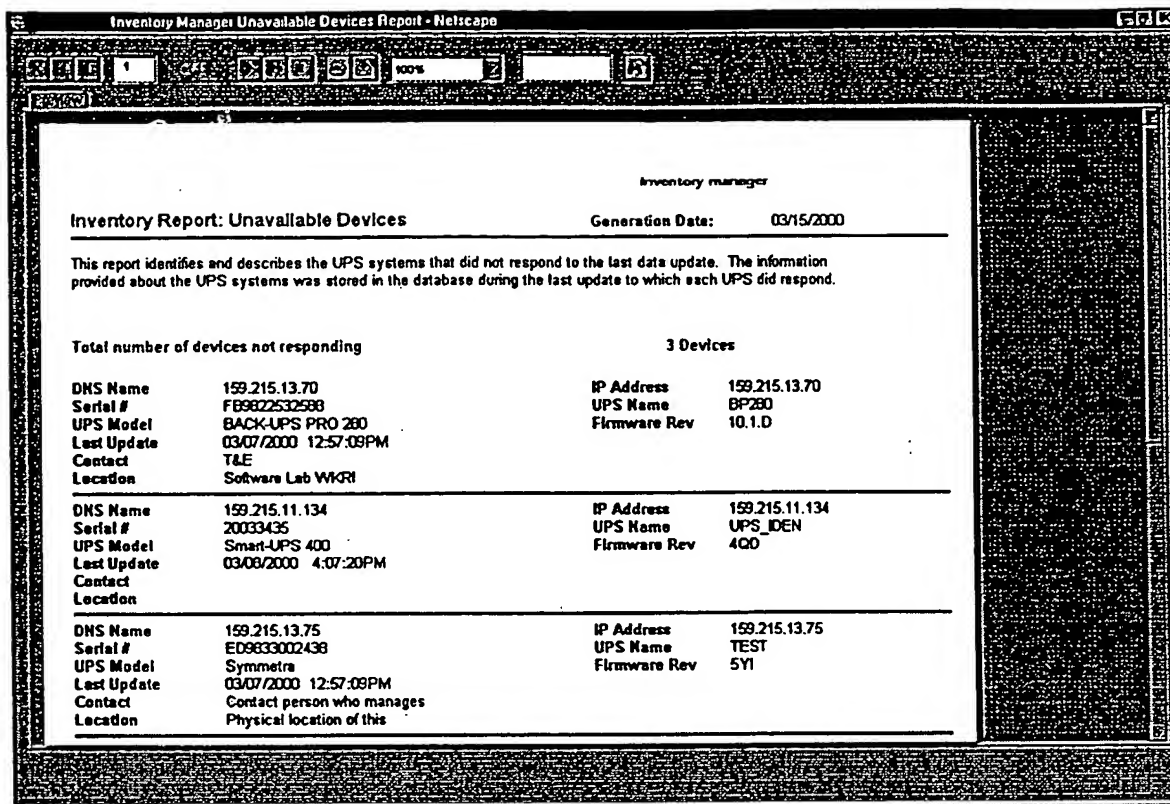 Inventory Manager Unavailable Devices Report - Netscape
1 100%
Preview
Inventory manager
Inventory Report: Unavailable Devices Generation Date: 03/15/2000
This report identifies and describes the UPS systems that did not respond to the last data update. The information
provided about the UPS systems was stored in the database during the last update to which each UPS did respond.
Total number of devices not responding 3 Devices
DNS Name 159.215.13.70 IP Address 159.215.13.70
Serial # FB9822532588 UPS Name BP280
UPS Model BACK-UPS PRO 280 Firmware Rev 10.1.D
Last Update 03/07/2000 12:57:09PM
Contact T&E
Location Software Lab WKRI
DNS Name 159.215.11.134 IP Address 159.215.11.134
Serial # 20033435 UPS Name UPS_IDEN
UPS Model Smart-UPS 400 Firmware Rev 4QD
Last Update 03/08/2000 4:07:20PM
Contact
Location
DNS Name 159.215.13.75 IP Address 159.215.13.75
Serial # ED9833002438 UPS Name TEST
UPS Model Symmetra Firmware Rev 5YI
Last Update 03/07/2000 12:57:09PM
Contact Contact person who manages
Location Physical location of this